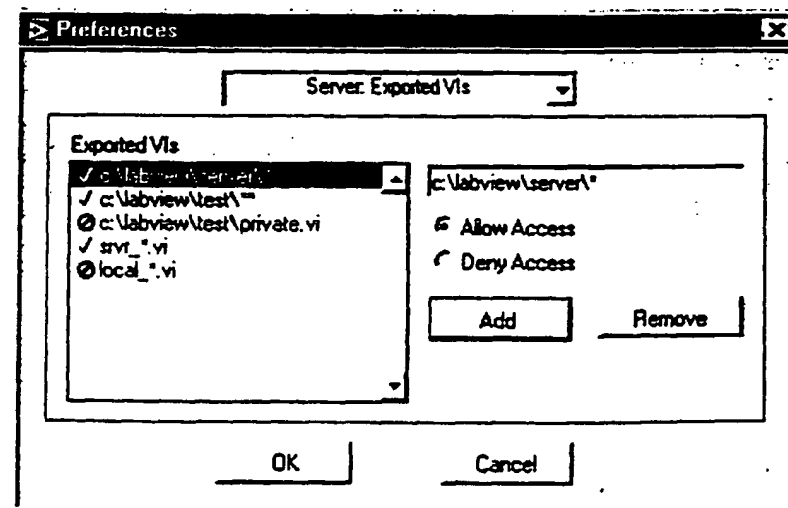 Preferences
Server: Exported VIs
Exported VIs
c:\labview\server\*
c:\labview\test\**
c:\labview\test\private.vi
srvr_*.vi
local_*.vi
c:\labview\server\*
Allow Access
Deny Access
Add
Remove
OK
Cancel